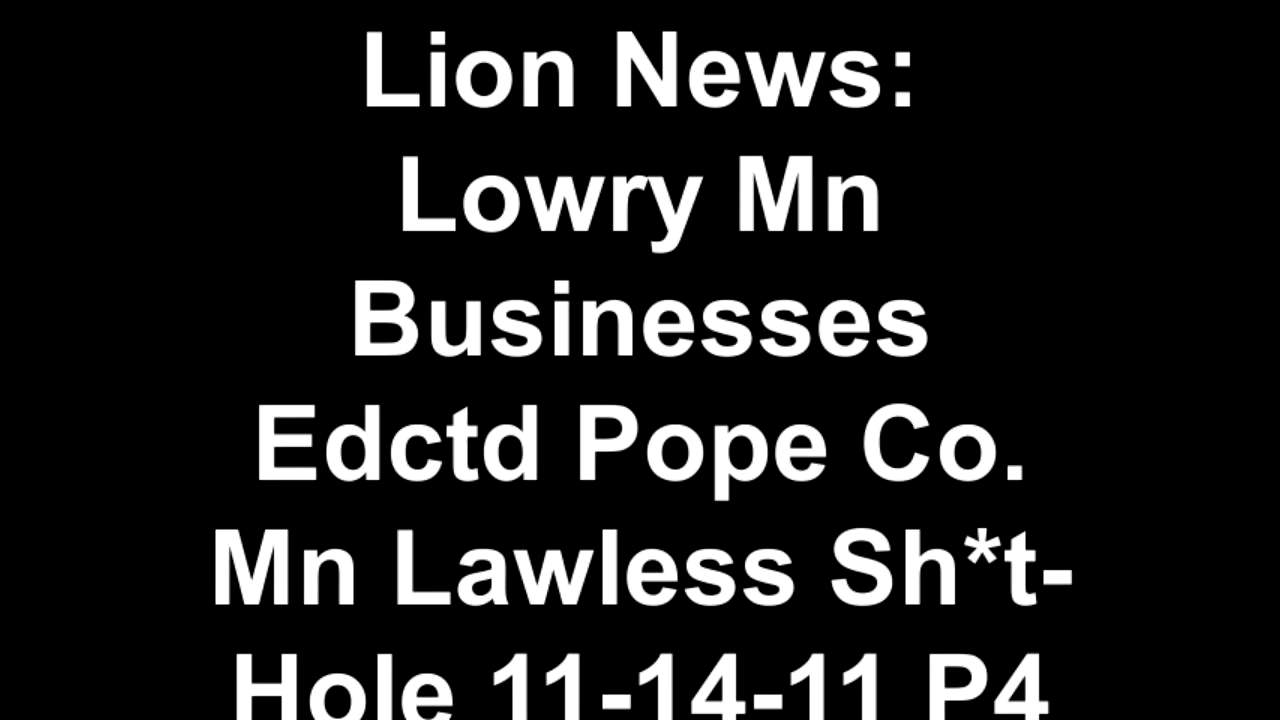 Lion News:
Lowry Mn
Businesses
Edctd Pope Co.
Mn Lawless Sh*t-
Hole 11-14-11 P4